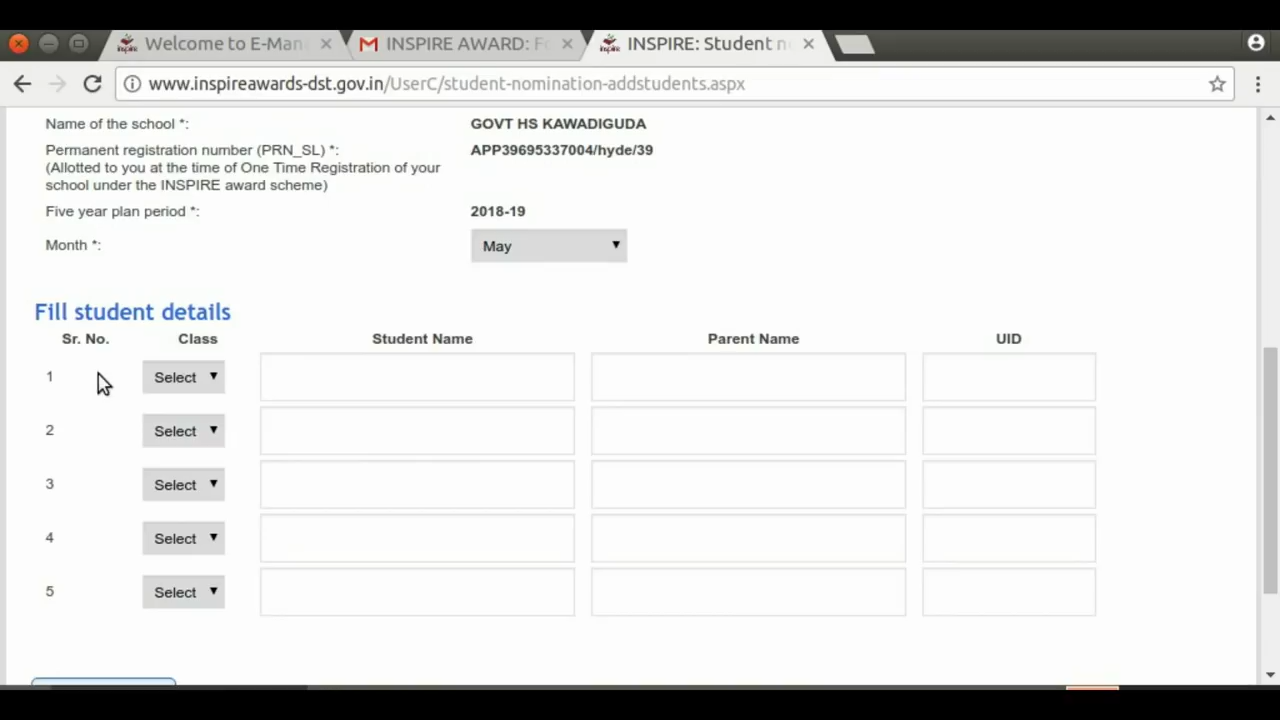 Welcome to E-Man
INSPIRE AWARD: F
INSPIRE: Student n
www.inspireawards-dst.gov.in/UserC/student-nomination-addstudents.aspx
Name of the school *: GOVT HS KAWADIGUDA
Permanent registration number (PRN_SL) *: APP39695337004/hyde/39
(Allotted to you at the time of One Time Registration of your
school under the INSPIRE award scheme)
Five year plan period *: 2018-19
Month *: May
Fill student details
Sr. No. Class Student Name Parent Name UID
1 Select
2 Select
3 Select
4 Select
5 Select